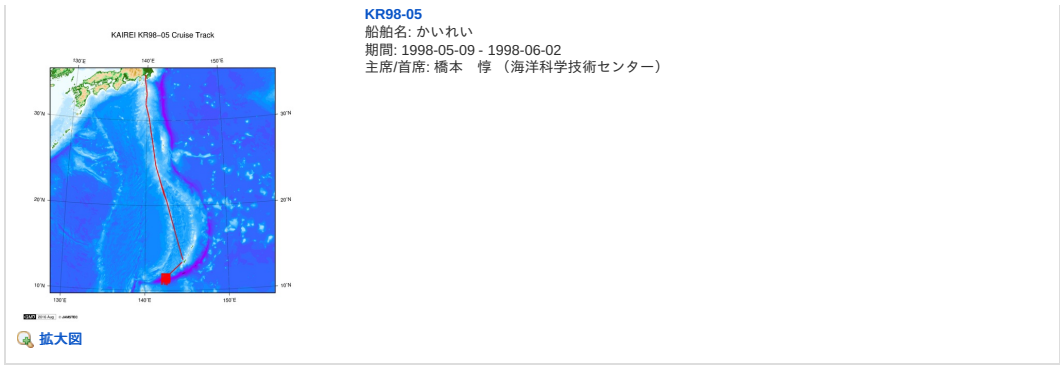 KR98-05
船舶名: かいれい
期間: 1998-05-09 - 1998-06-02
主席/首席: 橋本　惇 （海洋科学技術センター）
KAIREI KR98–05 Cruise Track
130˚E 140˚E 150˚E
30˚N 30˚N
20˚N 20˚N
10˚N 10˚N
130˚E 140˚E 150˚E
拡大図